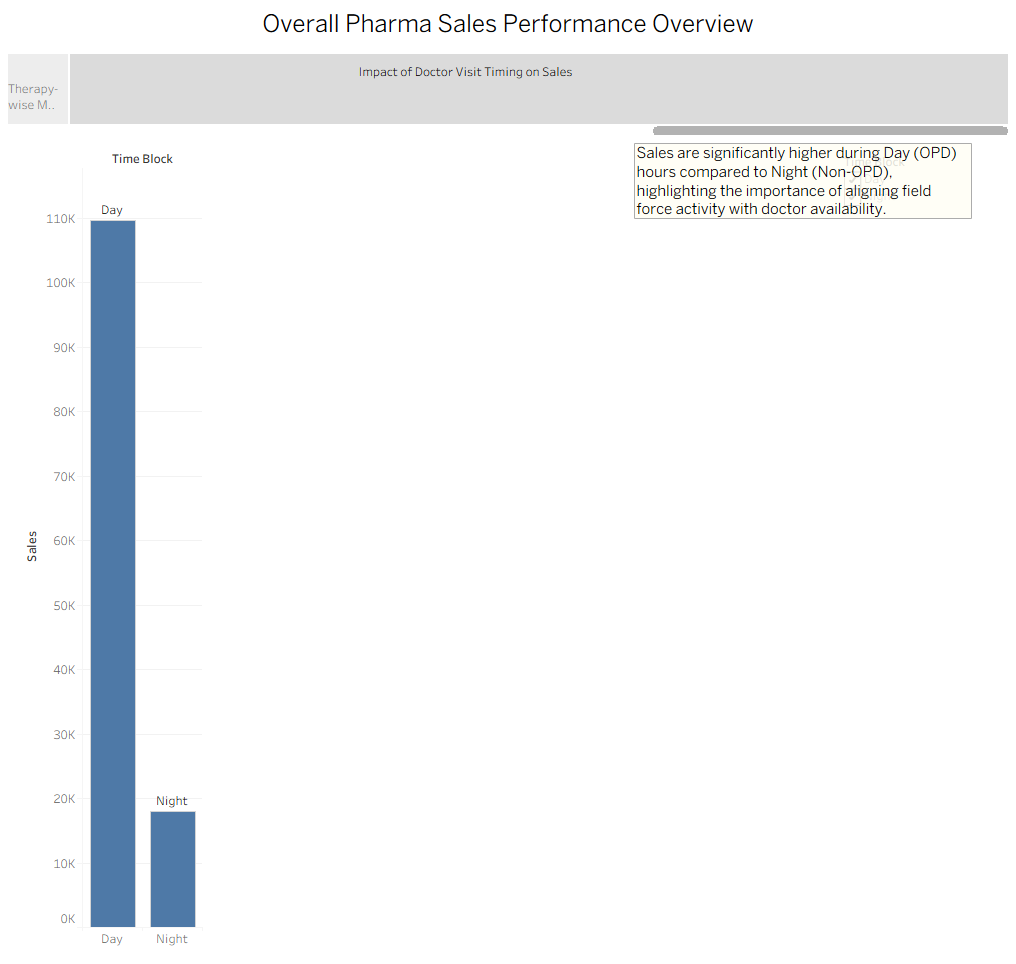 Overall Pharma Sales Performance Overview
Therapy-
wise M..
Impact of Doctor Visit Timing on Sales
Sales are significantly higher during Day (OPD)
hours compared to Night (Non-OPD),
highlighting the importance of aligning field
force activity with doctor availability.
Time Block
Day
110K
100K
90K
80K
70K
60K
Sales
50K
40K
30K
20K
Night
10K
0K
Day
Night